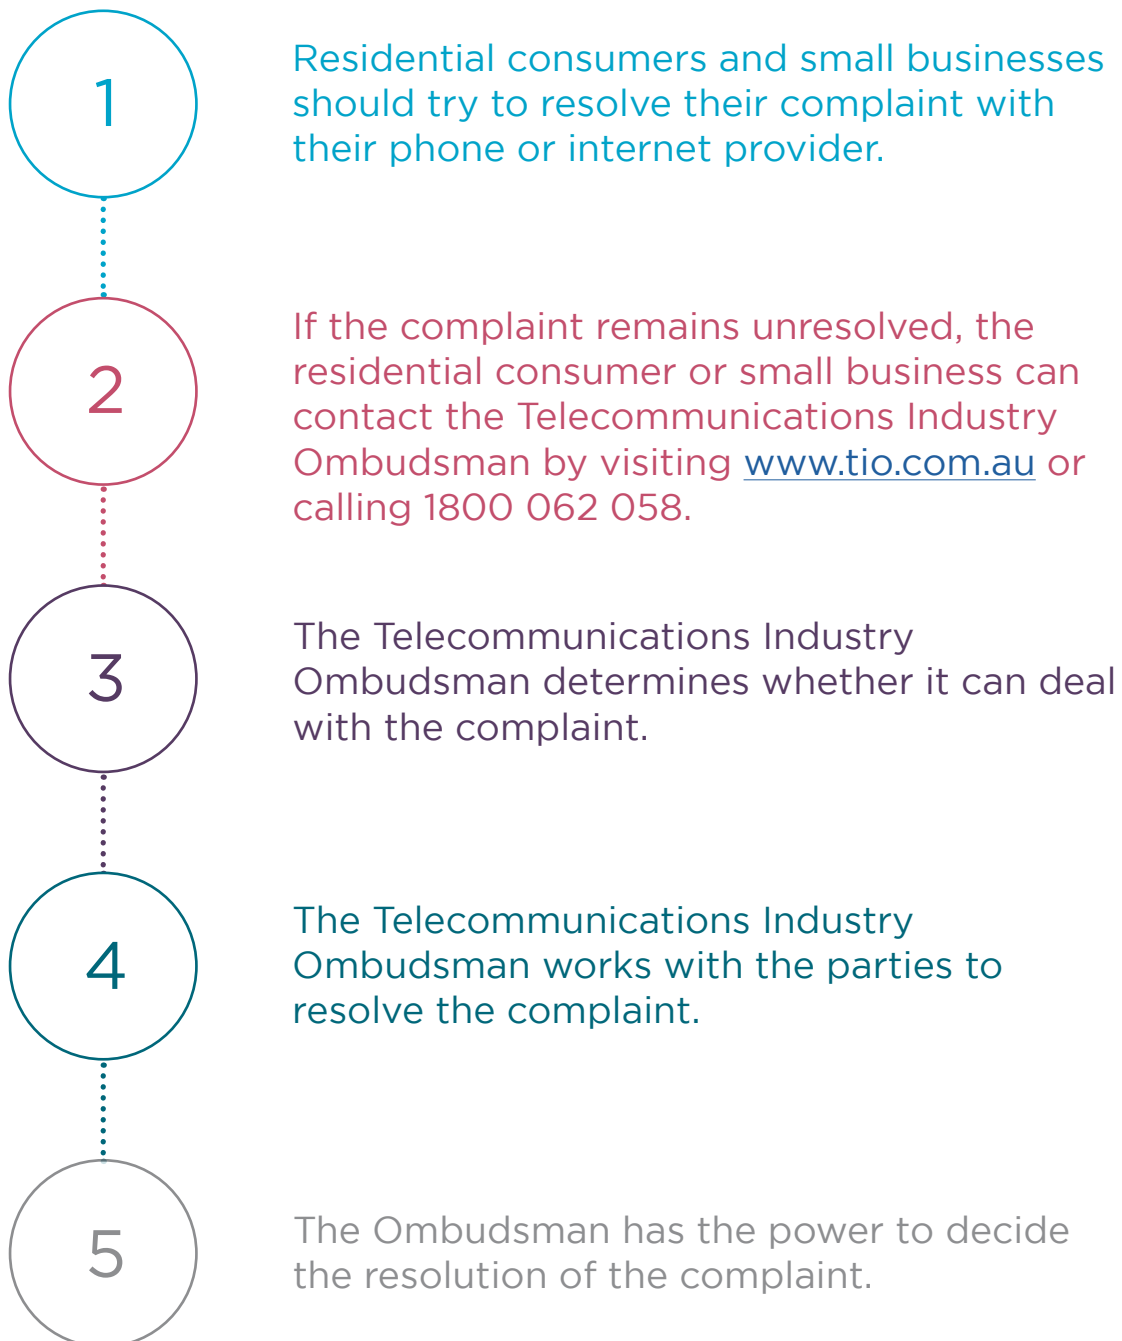 1
Residential consumers and small businesses
should try to resolve their complaint with
their phone or internet provider.
2
If the complaint remains unresolved, the
residential consumer or small business can
contact the Telecommunications Industry
Ombudsman by visiting www.tio.com.au or
calling 1800 062 058.
3
The Telecommunications Industry
Ombudsman determines whether it can deal
with the complaint.
4
The Telecommunications Industry
Ombudsman works with the parties to
resolve the complaint.
5
The Ombudsman has the power to decide
the resolution of the complaint.